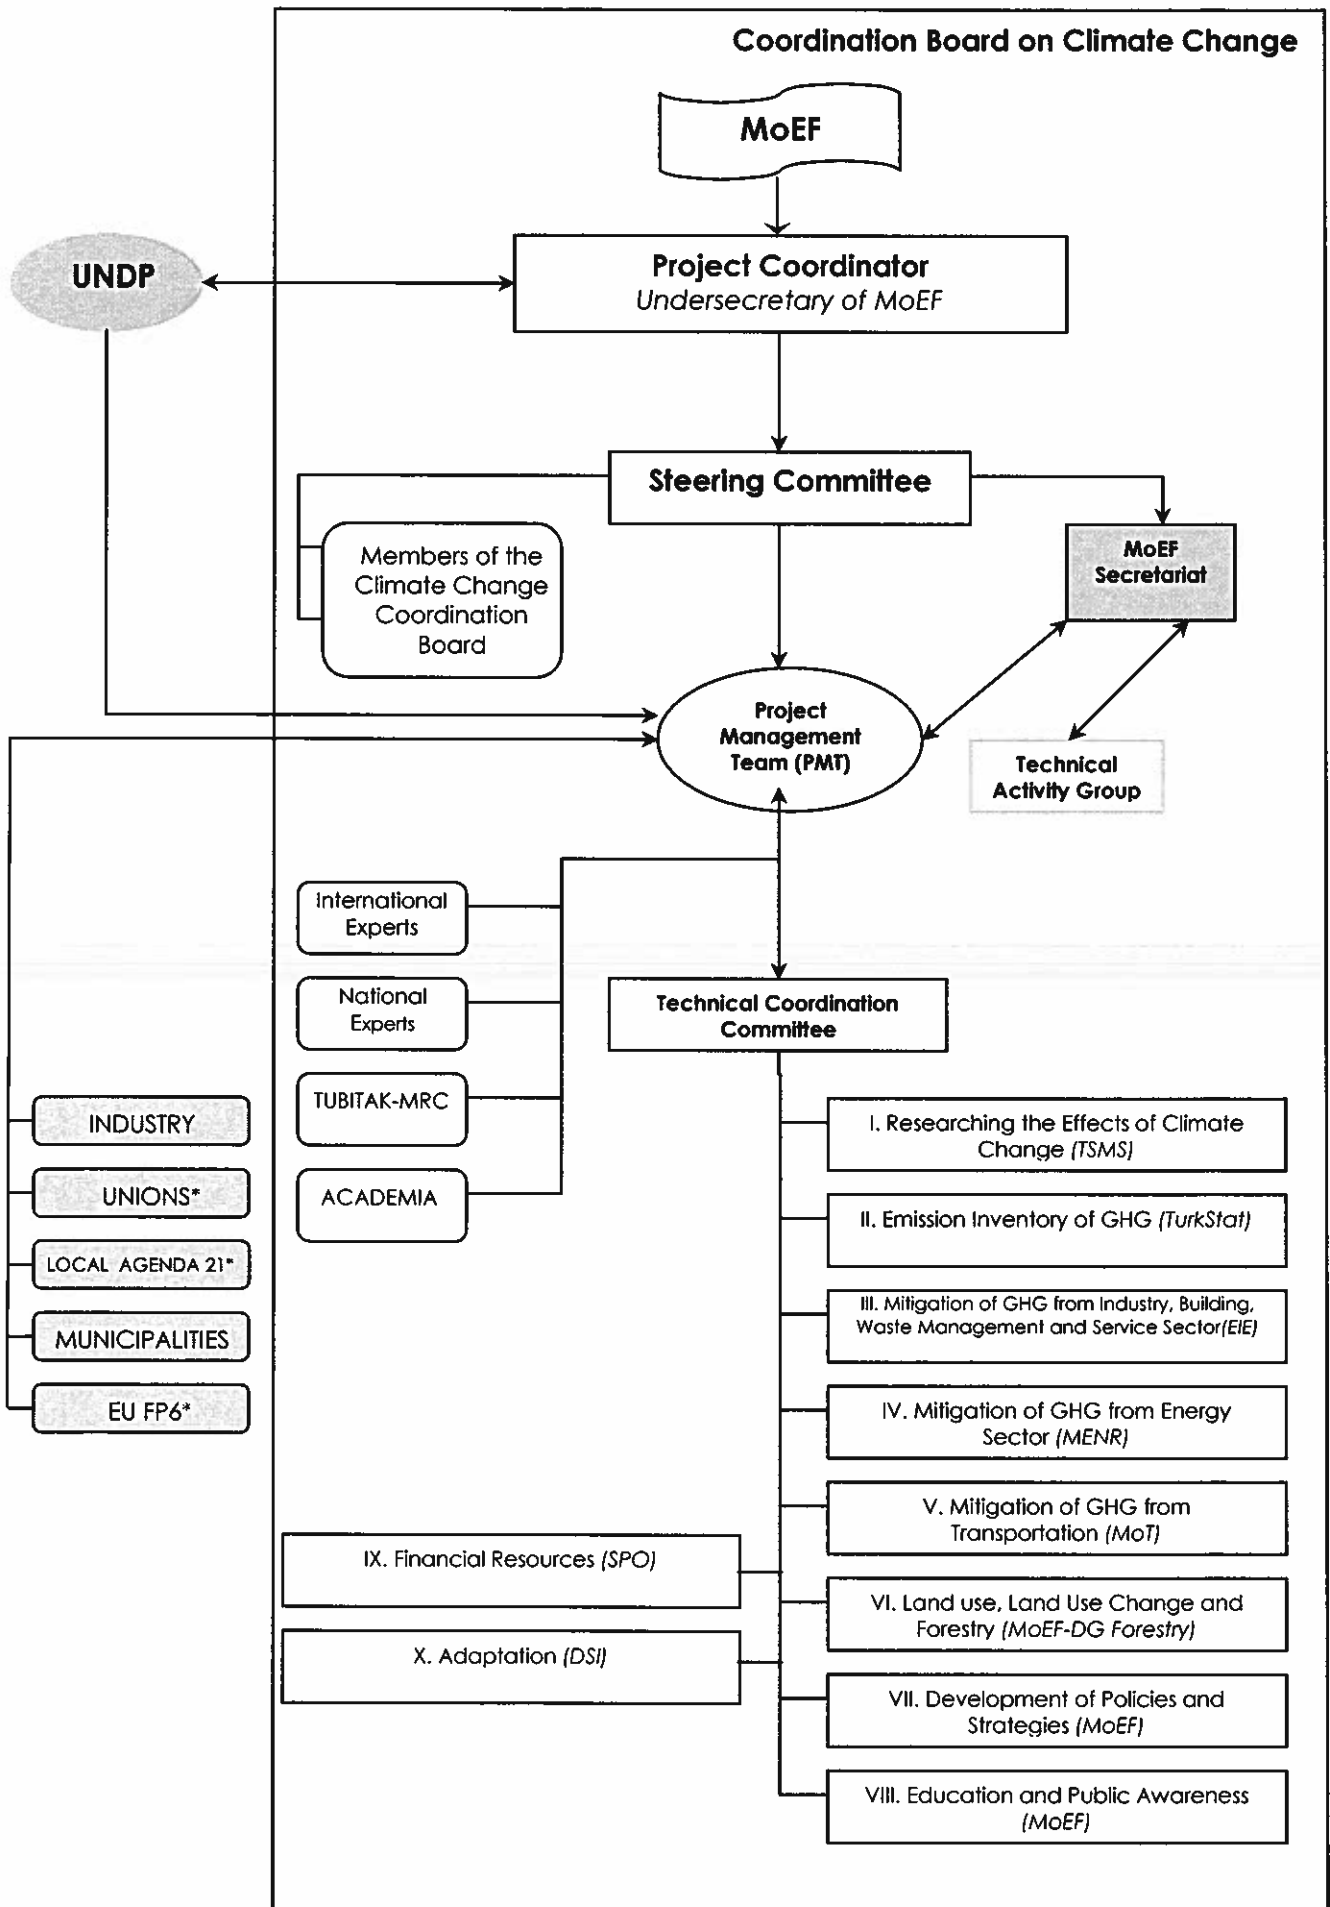 Coordination Board on Climate Change
MoEF
UNDP
Project Coordinator
Undersecretary of MoEF
Steering Committee
Members of the
Climate Change
Coordination
Board
MoEF
Secretariat
Project
Management
Team (PMT)
Technical
Activity Group
International
Experts
National
Experts
TUBITAK-MRC
ACADEMIA
Technical Coordination
Committee
INDUSTRY
UNIONS*
LOCAL AGENDA 21*
MUNICIPALITIES
EU FP6*
I. Researching the Effects of Climate
Change (TSMS)
II. Emission Inventory of GHG (TurkStat)
III. Mitigation of GHG from Industry, Building,
Waste Management and Service Sector(EIE)
IV. Mitigation of GHG from Energy
Sector (MENR)
V. Mitigation of GHG from
Transportation (MoT)
VI. Land use, Land Use Change and
Forestry (MoEF-DG Forestry)
VII. Development of Policies and
Strategies (MoEF)
VIII. Education and Public Awareness
(MoEF)
IX. Financial Resources (SPO)
X. Adaptation (DSI)